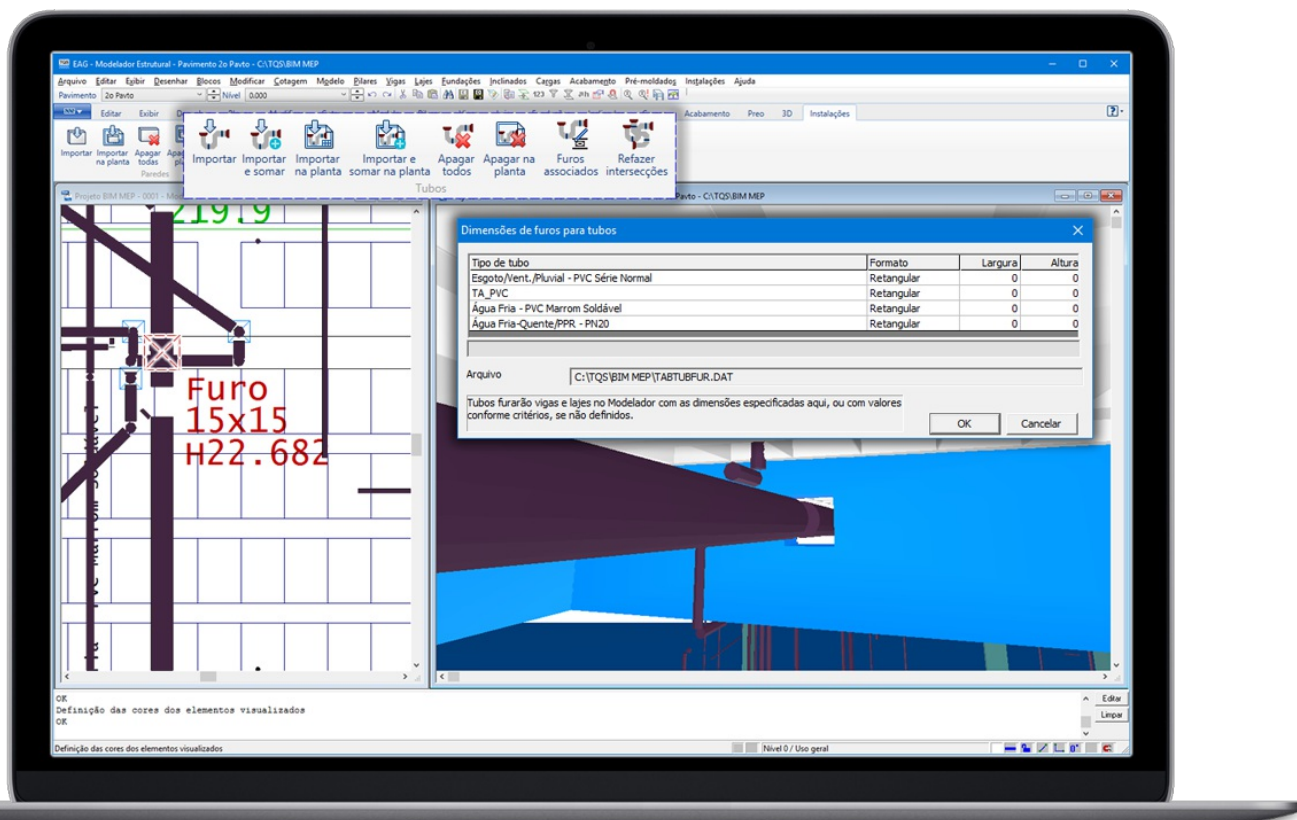 EAG - Modelador Estrutural - Pavimento 2o Pavto - C:\TQS\BIM MEP
Arquivo Editar Exibir Desenhar Blocos Modificar Cotagem Modelo Pilares Vigas Lajes Fundações Inclinados Cargas Acabamento Pré-moldados Instalações Ajuda
Pavimento 2o Pavto Nível 0.000
Editar Exibir Acabamento Preo 3D Instalações
Importar Importar na planta Apagar todas
Paredes
Importar Importar e somar Importar na planta Importar e somar na planta Apagar todos Apagar na planta Furos associados Refazer intersecções
Tubos
Projeto BIM MEP - 0001 -
Pavto - C:\TQS\BIM MEP
219.9
Furo
15x15
H22.682
Dimensões de furos para tubos
Tipo de tubo Formato Largura Altura
Esgoto/Vent./Pluvial - PVC Série Normal Retangular 0 0
TA_PVC Retangular 0 0
Água Fria - PVC Marrom Soldável Retangular 0 0
Água Fria-Quente/PPR - PN20 Retangular 0 0
Arquivo C:\TQS\BIM MEP\TABTUBFUR.DAT
Tubos furarão vigas e lajes no Modelador com as dimensões especificadas aqui, ou com valores
conforme critérios, se não definidos.
OK Cancelar
OK
Definição das cores dos elementos visualizados
OK
Editar
Limpar
Definição das cores dos elementos visualizados Nível 0 / Uso geral